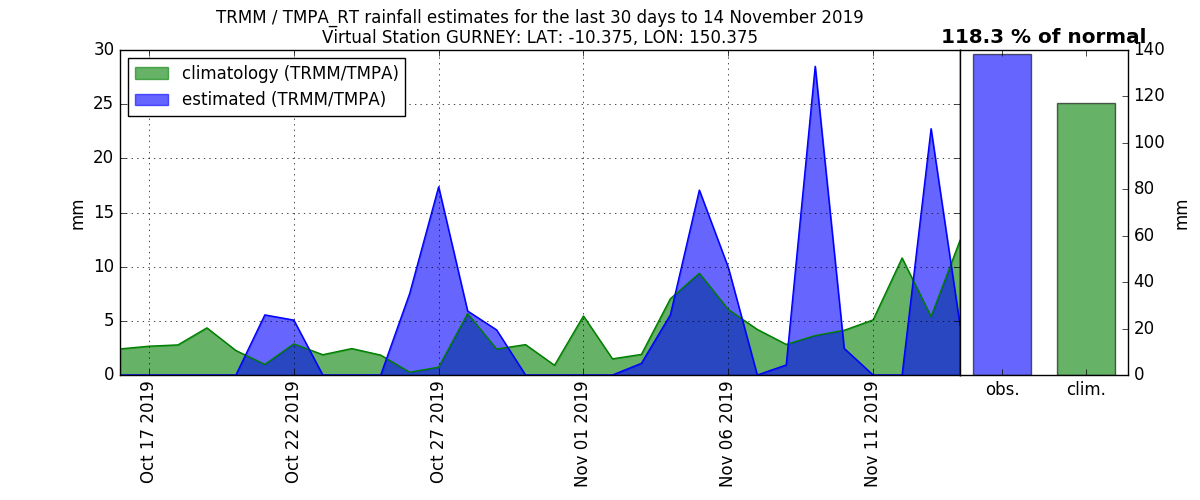 TRMM / TMPA_RT rainfall estimates for the last 30 days to 14 November 2019
Virtual Station GURNEY: LAT: -10.375, LON: 150.375
118.3 % of normal
climatology (TRMM/TMPA)
estimated (TRMM/TMPA)
30
25
20
15
10
5
0
mm
Oct 17 2019
Oct 22 2019
Oct 27 2019
Nov 01 2019
Nov 06 2019
Nov 11 2019
140
120
100
80
60
40
20
0
mm
obs.
clim.